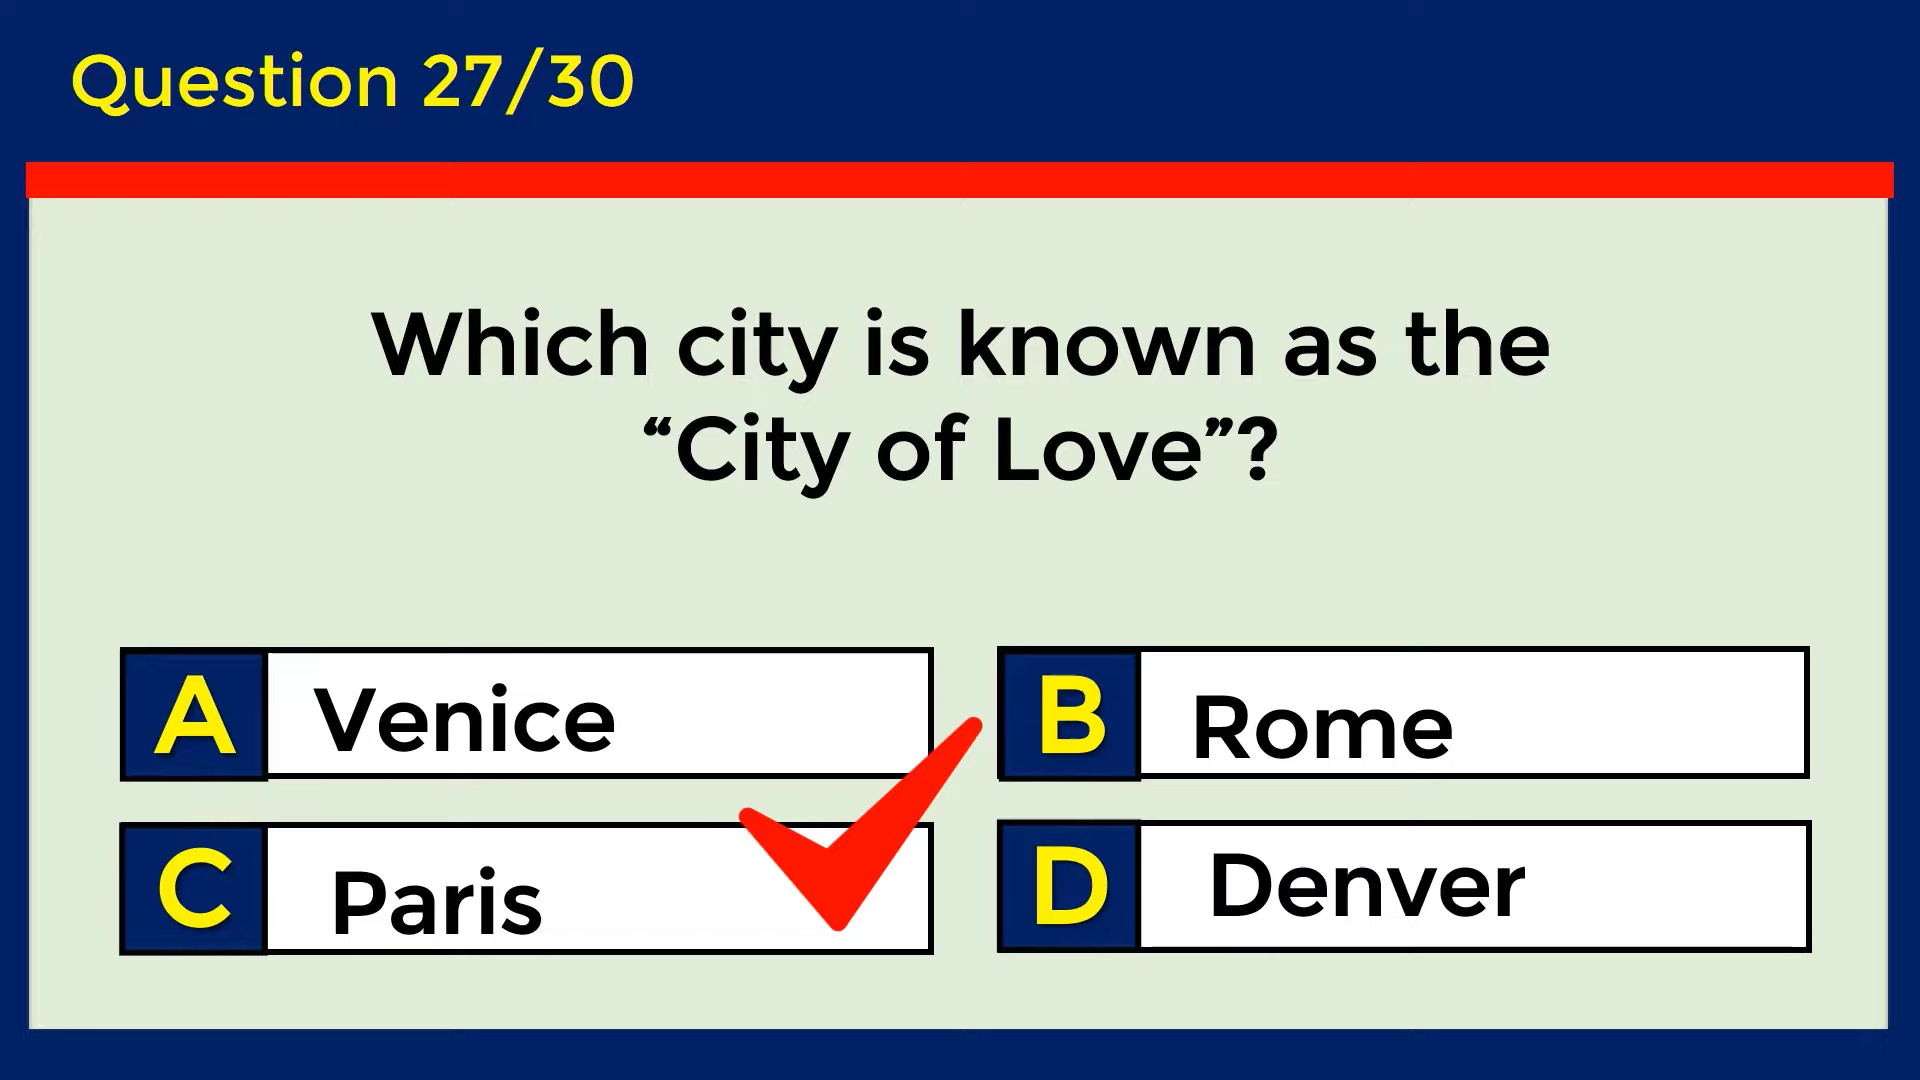 Question 27/30
Which city is known as the
“City of Love”?
A Venice
B Rome
C Paris
D Denver